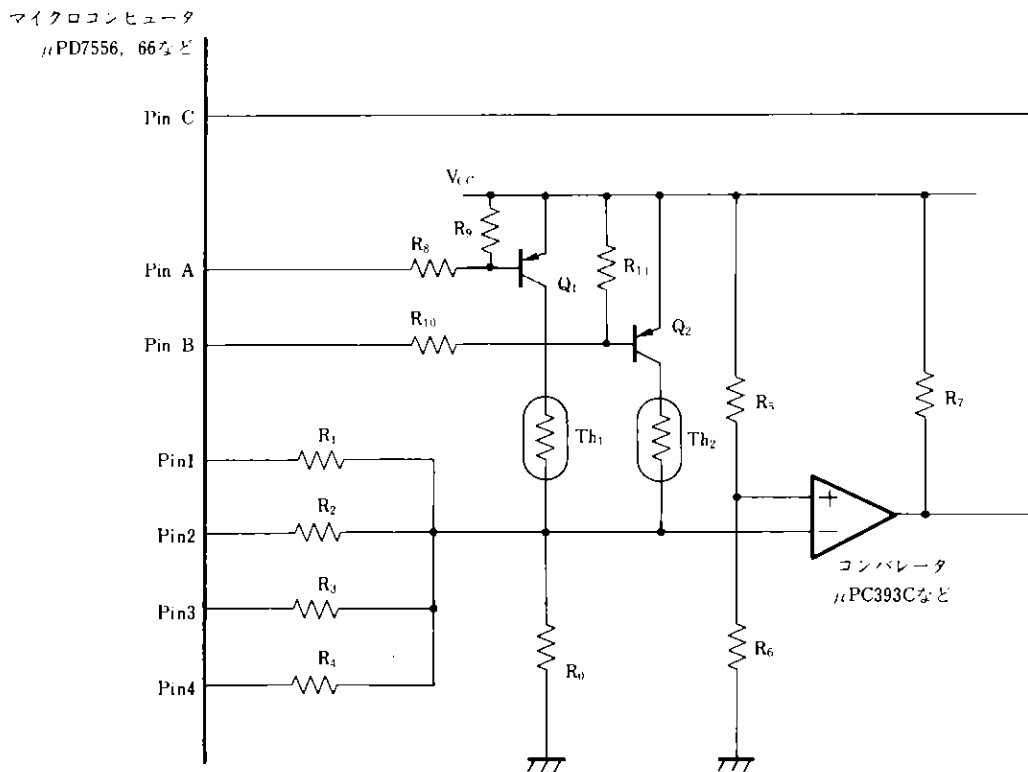 マイクロコンピュータ
μPD7556, 66など
Pin C
VCC
R9
R8
Pin A
Q1
R11
R10
Pin B
Q2
R5
R7
Th1
Th2
R1
Pin1
R2
Pin2
+
−
コンパレータ
μPC393Cなど
R3
Pin3
R4
Pin4
R0
R6